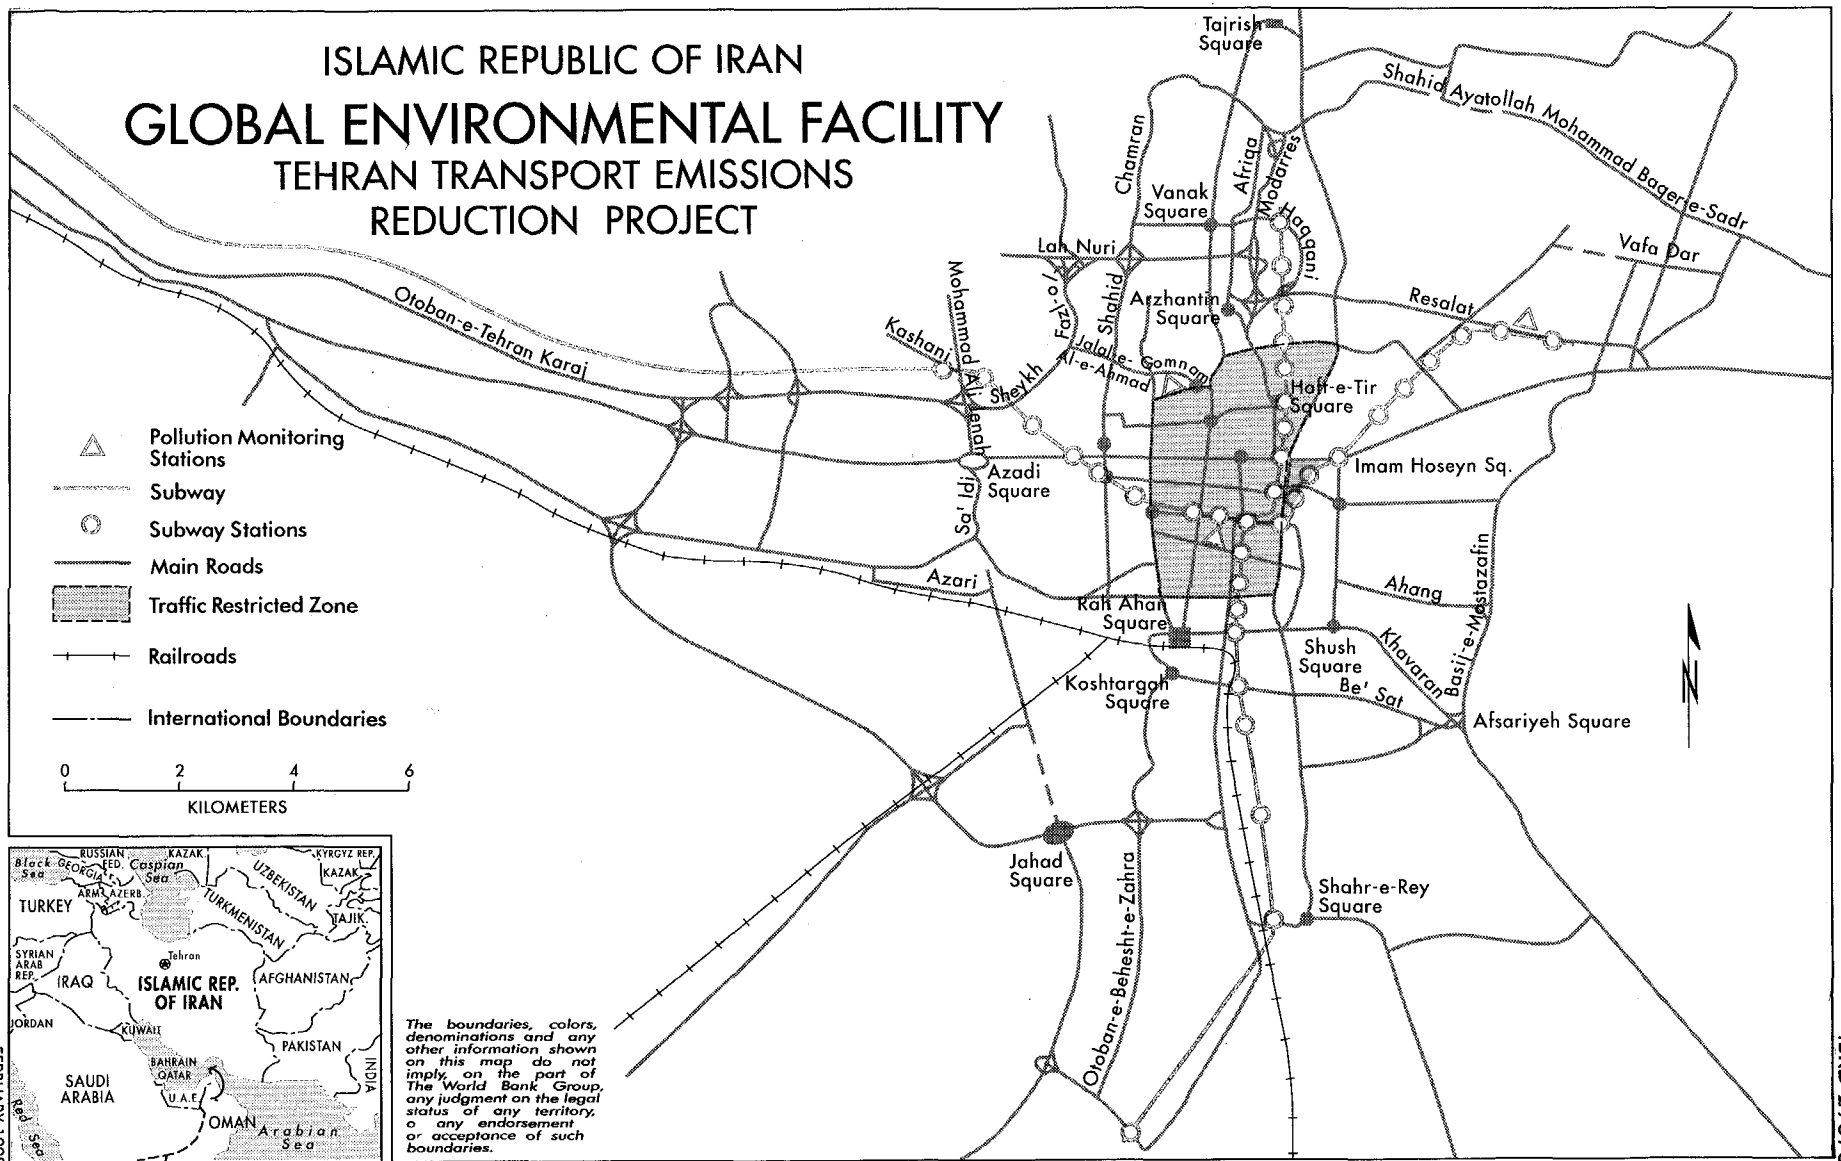 ISLAMIC REPUBLIC OF IRAN
GLOBAL ENVIRONMENTAL FACILITY
TEHRAN TRANSPORT EMISSIONS
REDUCTION PROJECT
Tajrish
Square
Shahid Ayatollah Mohammad Baqer-e-Sadr
Chamran
Afriqa
Modarres
Vanak
Square
Haqqani
Lah Nuri
Vafa Dar
Fazl-o
Shahid
Arzhantin
Square
Resalat
Otoban-e-Tehran Karaj
Kashani
Mohammad Ali Jenah
Sheykh
Jalal-e-
Al-e-Ahmad
Gomnam
Haft-e-Tir
Square
Imam Hoseyn Sq.
Azadi
Square
Sa' Idi
Azari
Ahang
Basij-e-Mostazafin
Rah Ahan
Square
Shush
Square
Khavaran
Koshtargah
Square
Be' Sat
Afsariyeh Square
Jahad
Square
Shahr-e-Rey
Square
Otoban-e-Behesht-e-Zahra
N
Pollution Monitoring
Stations
Subway
Subway Stations
Main Roads
Traffic Restricted Zone
Railroads
International Boundaries
0 2 4 6
KILOMETERS
RUSSIAN
FED.
KAZAK.
KYRGYZ REP.
Black
Sea
GEORGIA
Caspian
Sea
UZBEKISTAN
KAZAK.
ARM.
AZERB.
TURKEY
TURKMENISTAN
TAJIK.
SYRIAN
ARAB
REP.
Tehran
IRAQ
ISLAMIC REP.
OF IRAN
AFGHANISTAN
JORDAN
KUWAIT
PAKISTAN
INDIA
BAHRAIN
QATAR
SAUDI
ARABIA
U.A.E.
OMAN
Arabian
Sea
Red Sea
The boundaries, colors,
denominations and any
other information shown
on this map do not
imply, on the part of
The World Bank Group,
any judgment on the legal
status of any territory,
o any endorsement
or acceptance of such
boundaries.